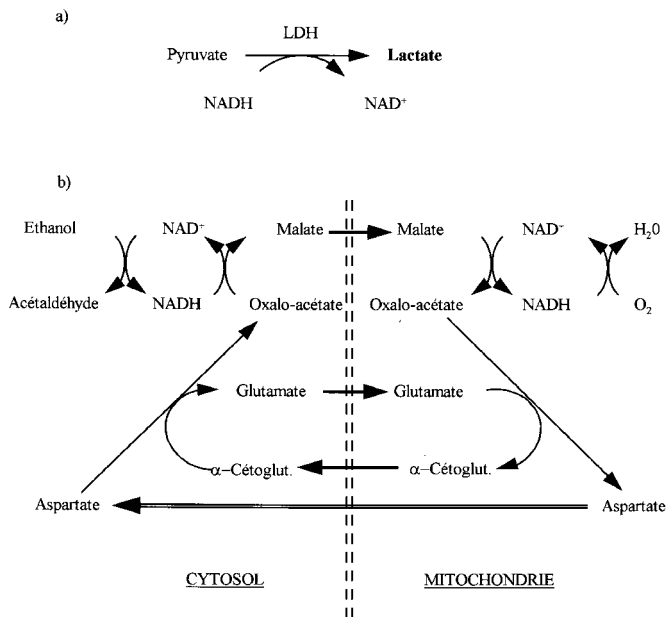 a)
LDH
Pyruvate Lactate
NADH NAD+
b)
Ethanol NAD+ Malate Malate NAD+ H20
Acétaldéhyde NADH Oxalo-acétate Oxalo-acétate NADH O2
Glutamate Glutamate
α–Cétoglut. α–Cétoglut.
Aspartate Aspartate
CYTOSOL MITOCHONDRIE